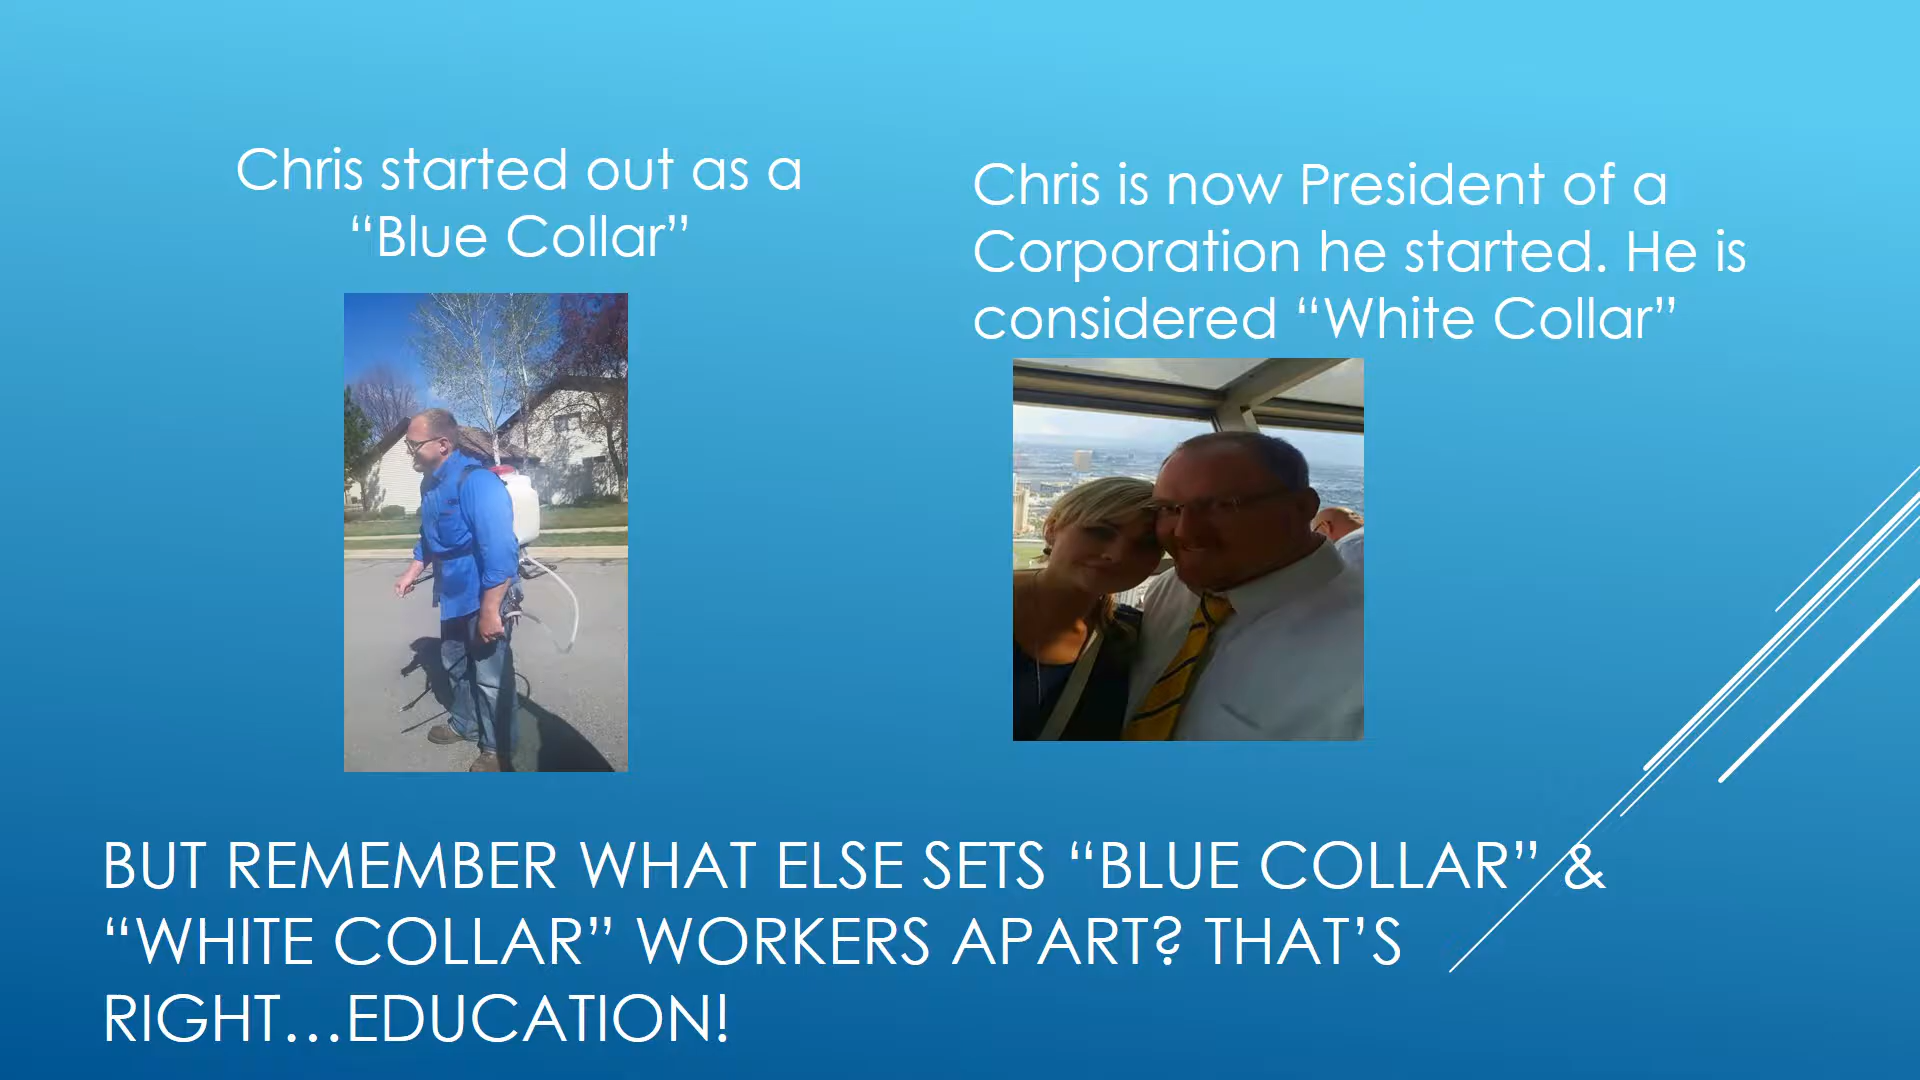 Chris started out as a
“Blue Collar”
Chris is now President of a
Corporation he started. He is
considered “White Collar”
BUT REMEMBER WHAT ELSE SETS “BLUE COLLAR” &
“WHITE COLLAR” WORKERS APART? THAT’S
RIGHT…EDUCATION!